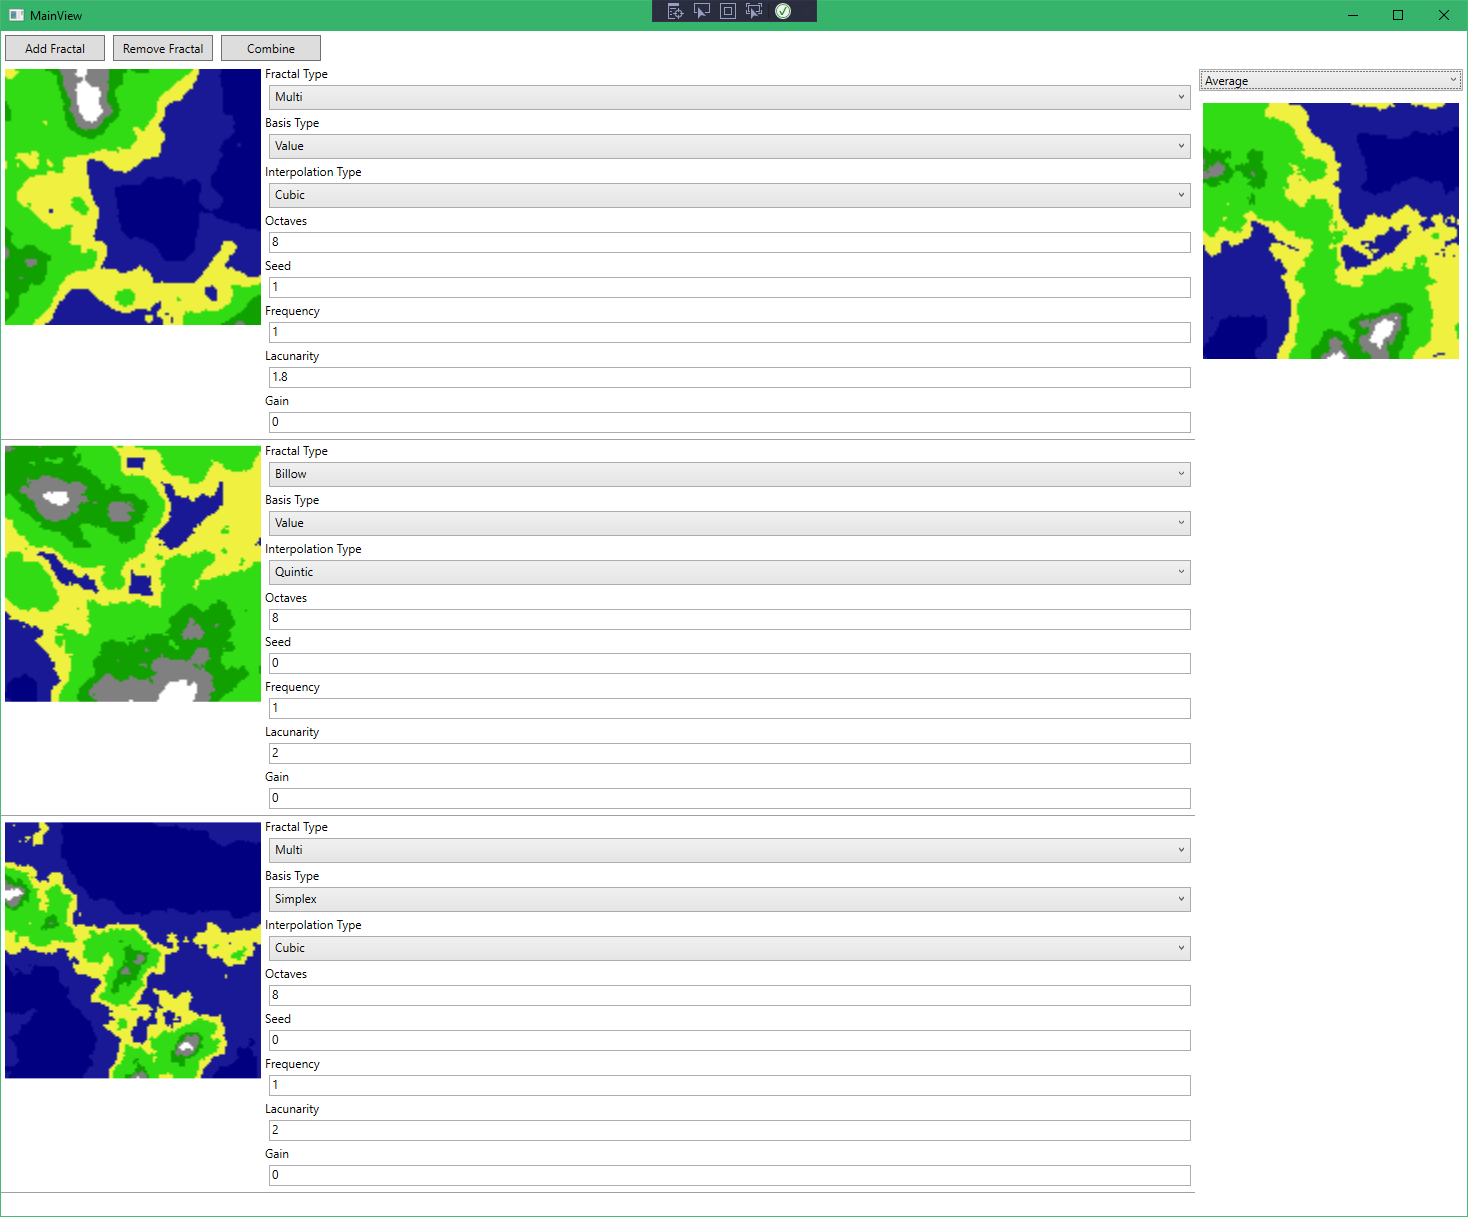 MainView
Add Fractal Remove Fractal Combine
Fractal Type
Multi
Basis Type
Value
Interpolation Type
Cubic
Octaves
8
Seed
1
Frequency
1
Lacunarity
1.8
Gain
0
Fractal Type
Billow
Basis Type
Value
Interpolation Type
Quintic
Octaves
8
Seed
0
Frequency
1
Lacunarity
2
Gain
0
Fractal Type
Multi
Basis Type
Simplex
Interpolation Type
Cubic
Octaves
8
Seed
0
Frequency
1
Lacunarity
2
Gain
0
Average